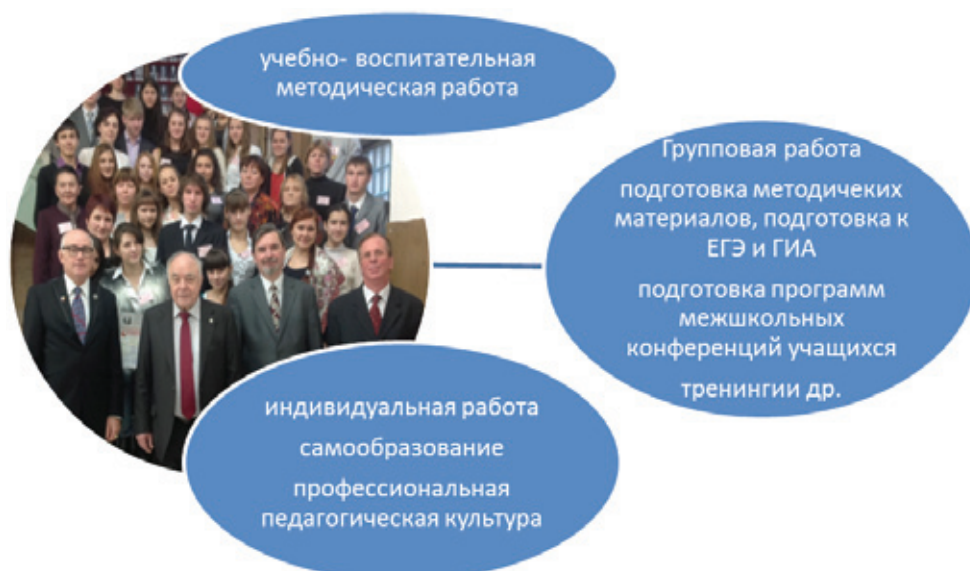 учебно- воспитательная
методическая работа
Групповая работа
подготовка методичеких
материалов, подготовка к
ЕГЭ и ГИА
подготовка программ
межшкольных
конференций учащихся
тренингии др.
индивидуальная работа
самообразование
профессиональная
педагогическая культура